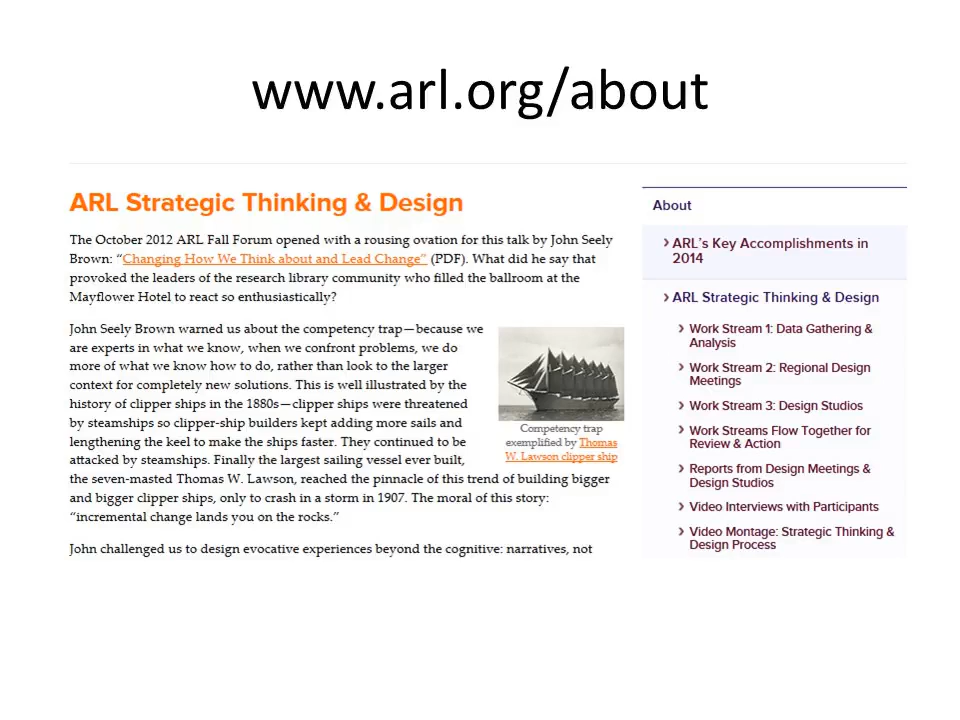 www.arl.org/about
ARL Strategic Thinking & Design
The October 2012 ARL Fall Forum opened with a rousing ovation for this talk by John Seely
Brown: “Changing How We Think about and Lead Change” (PDF). What did he say that
provoked the leaders of the research library community who filled the ballroom at the
Mayflower Hotel to react so enthusiastically?
John Seely Brown warned us about the competency trap—because we
are experts in what we know, when we confront problems, we do
more of what we know how to do, rather than look to the larger
context for completely new solutions. This is well illustrated by the
history of clipper ships in the 1880s—clipper ships were threatened
by steamships so clipper-ship builders kept adding more sails and
lengthening the keel to make the ships faster. They continued to be
attacked by steamships. Finally the largest sailing vessel ever built,
the seven-masted Thomas W. Lawson, reached the pinnacle of this trend of building bigger
and bigger clipper ships, only to crash in a storm in 1907. The moral of this story:
“incremental change lands you on the rocks.”
John challenged us to design evocative experiences beyond the cognitive: narratives, not
Competency trap
exemplified by Thomas
W. Lawson clipper ship
About
› ARL’s Key Accomplishments in
2014
› ARL Strategic Thinking & Design
› Work Stream 1: Data Gathering &
Analysis
› Work Stream 2: Regional Design
Meetings
› Work Stream 3: Design Studios
› Work Streams Flow Together for
Review & Action
› Reports from Design Meetings &
Design Studios
› Video Interviews with Participants
› Video Montage: Strategic Thinking &
Design Process